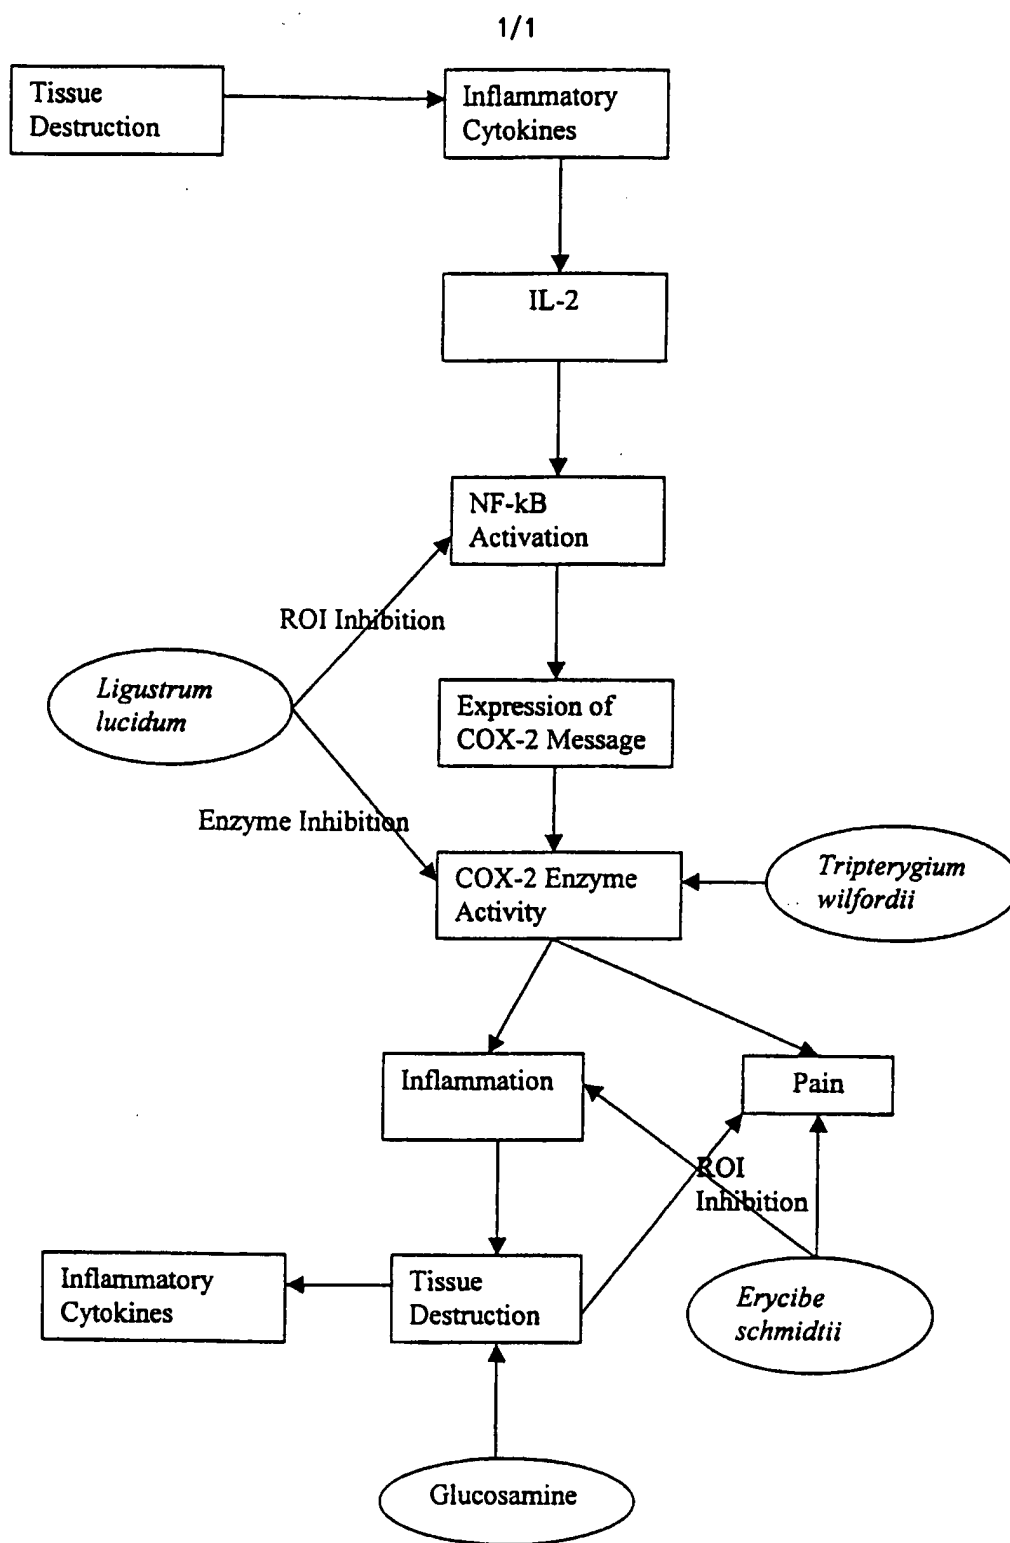 1/1
Tissue
Destruction
Inflammatory
Cytokines
IL-2
NF-kB
Activation
ROI Inhibition
Ligustrum
lucidum
Expression of
COX-2 Message
Enzyme Inhibition
COX-2 Enzyme
Activity
Tripterygium
wilfordii
Inflammation
Pain
ROI
Inhibition
Inflammatory
Cytokines
Tissue
Destruction
Erycibe
schmidtii
Glucosamine